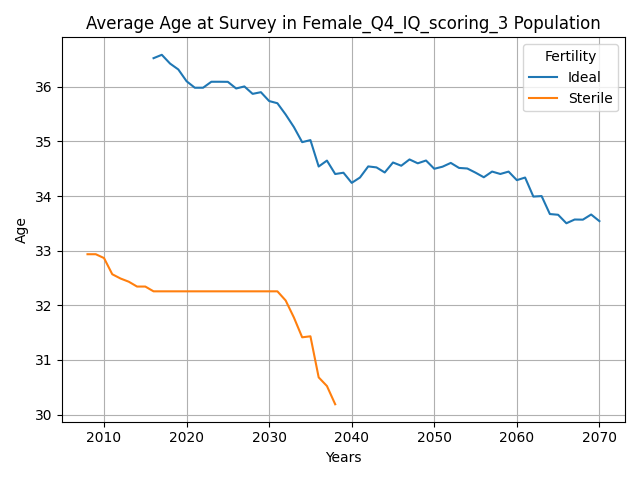 Average Age at Survey in Female_Q4_IQ_scoring_3 Population
Fertility
Ideal
Sterile
Age
36
35
34
33
32
31
30
2010
2020
2030
2040
2050
2060
2070
Years